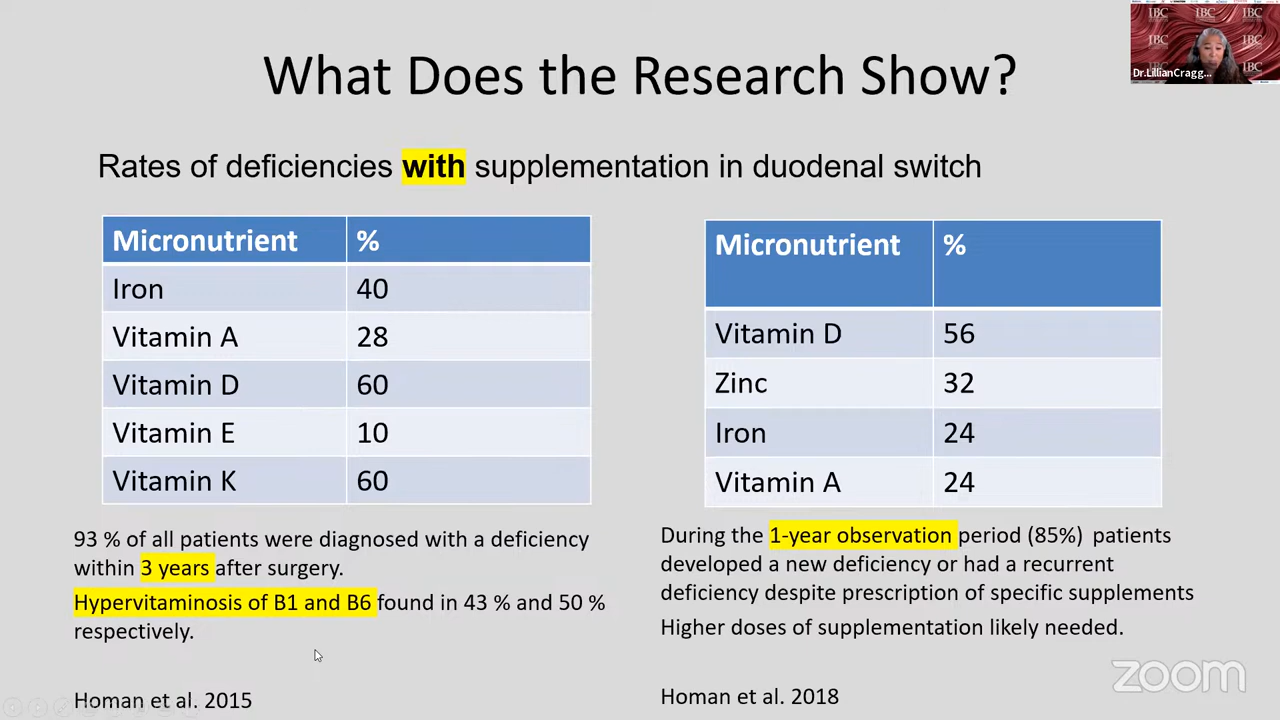 What Does the Research Show?
IBC IBC IBC
IBC IBC
Dr.LillianCragg...
Rates of deficiencies with supplementation in duodenal switch
Micronutrient %
Iron 40
Vitamin A 28
Vitamin D 60
Vitamin E 10
Vitamin K 60
93 % of all patients were diagnosed with a deficiency
within 3 years after surgery.
Hypervitaminosis of B1 and B6 found in 43 % and 50 %
respectively.
Homan et al. 2015
Micronutrient %
Vitamin D 56
Zinc 32
Iron 24
Vitamin A 24
During the 1-year observation period (85%) patients
developed a new deficiency or had a recurrent
deficiency despite prescription of specific supplements
Higher doses of supplementation likely needed.
Homan et al. 2018
zoom